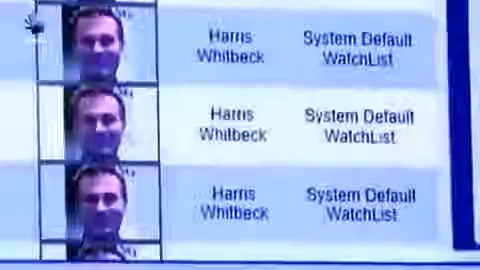 Harris
Whitbeck
System Default
WatchList
Harris
Whitbeck
System Default
WatchList
Harris
Whitbeck
System Default
WatchList